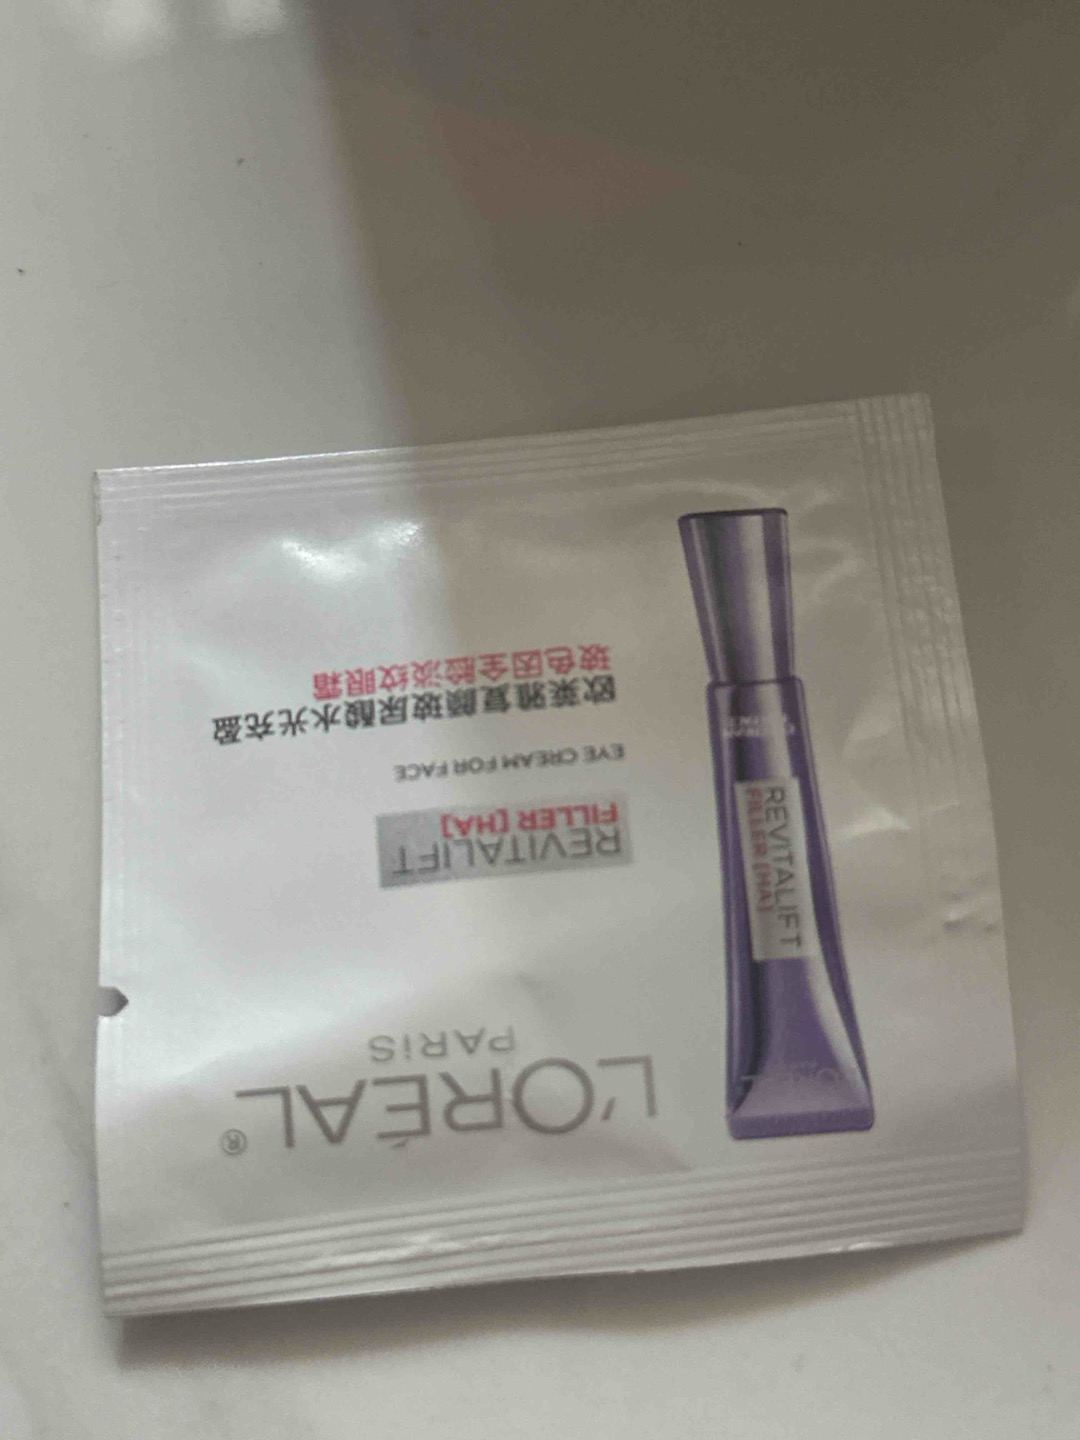 L'ORÉAL®
PARIS
REVITALIFT
FILLER [HA]
EYE CREAM FOR FACE
欧莱雅复颜玻尿酸水光充盈
玻色因全脸淡纹眼霜
REVITALIFT
FILLER [HA]